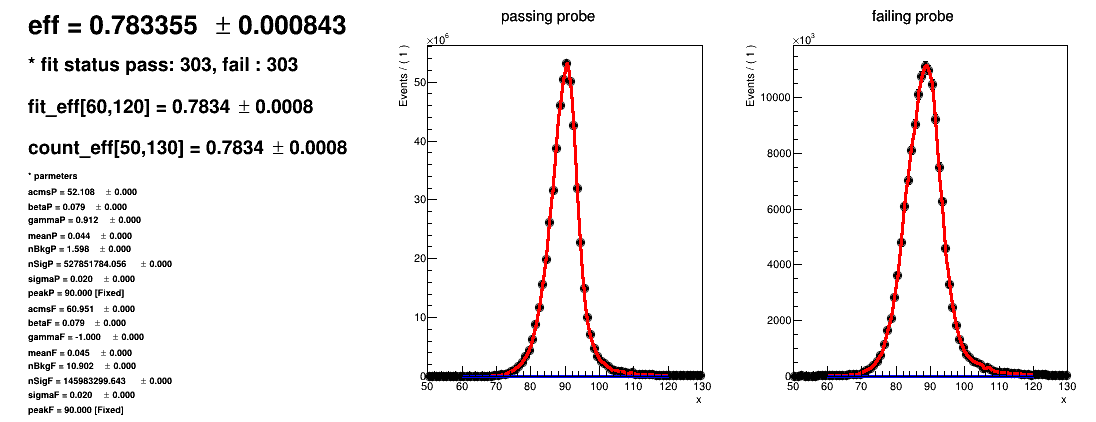 eff = 0.783355 ± 0.000843
* fit status pass: 303, fail : 303
fit_eff[60,120] = 0.7834 ± 0.0008
count_eff[50,130] = 0.7834 ± 0.0008
* parmeters
acmsP = 52.108 ± 0.000
betaP = 0.079 ± 0.000
gammaP = 0.912 ± 0.000
meanP = 0.044 ± 0.000
nBkgP = 1.598 ± 0.000
nSigP = 527851784.056 ± 0.000
sigmaP = 0.020 ± 0.000
peakP = 90.000 [Fixed]
acmsF = 60.951 ± 0.000
betaF = 0.079 ± 0.000
gammaF = -1.000 ± 0.000
meanF = 0.045 ± 0.000
nBkgF = 10.902 ± 0.000
nSigF = 145983299.643 ± 0.000
sigmaF = 0.020 ± 0.000
peakF = 90.000 [Fixed]
passing probe
×10⁶
Events / ( 1 )
50
40
30
20
10
0
50 60 70 80 90 100 110 120 130
x
failing probe
×10³
Events / ( 1 )
10000
8000
6000
4000
2000
0
50 60 70 80 90 100 110 120 130
x